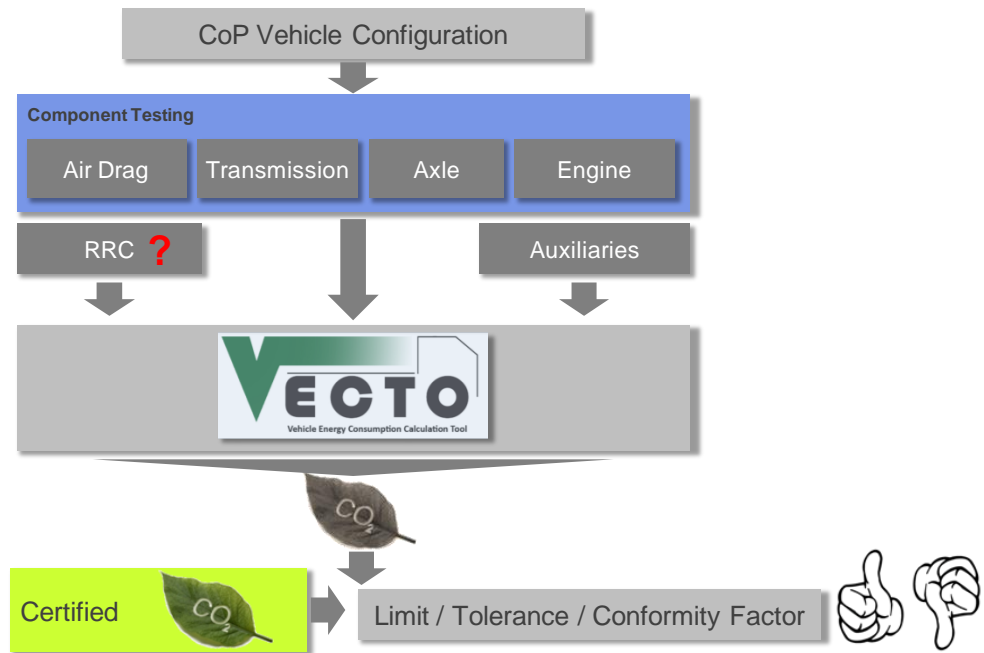 CoP Vehicle Configuration
Component Testing
Air Drag
Transmission
Axle
Engine
RRC ?
Auxiliaries
VECTO
Vehicle Energy Consumption Calculation Tool
CO2
Certified
CO2
Limit / Tolerance / Conformity Factor